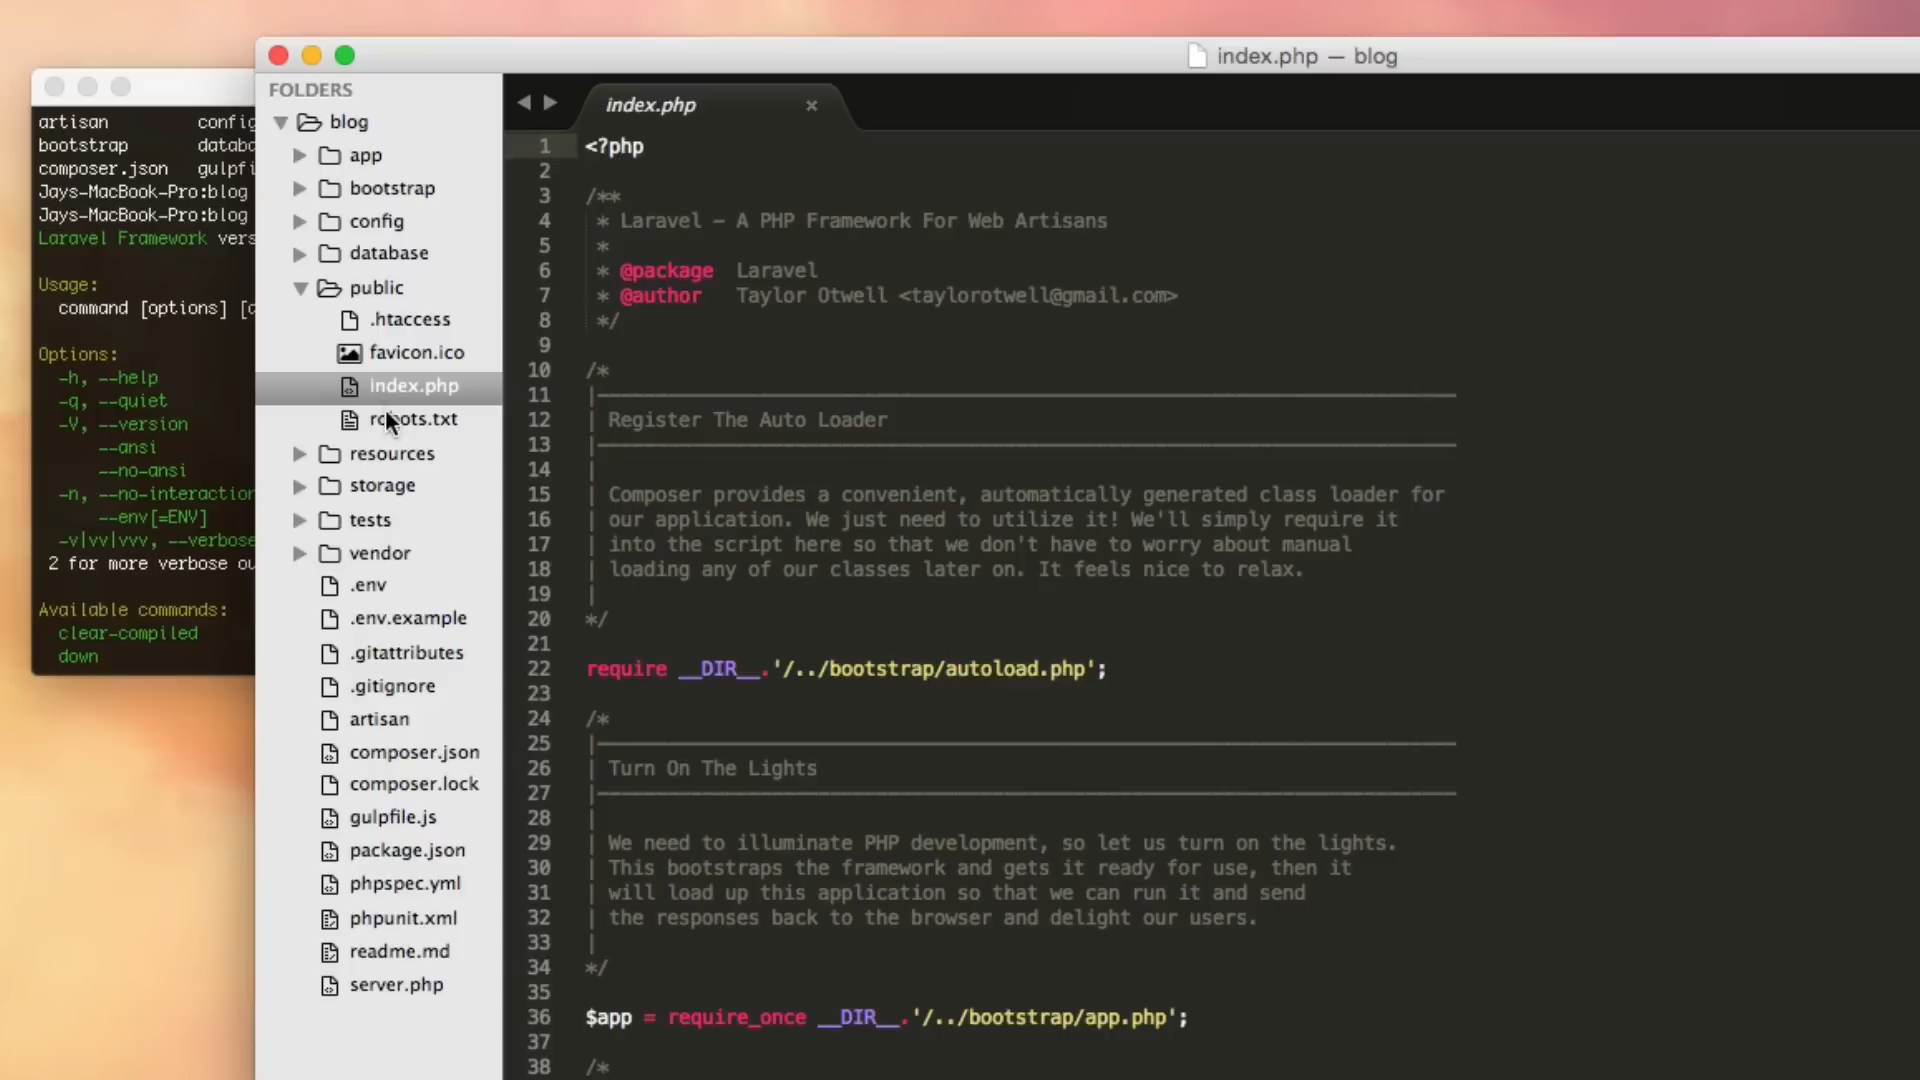 index.php — blog
artisan config
bootstrap
composer.json
Jays-MacBook-Pro:blog
Jays-MacBook-Pro:blog
Laravel Framework
Usage:
command [options]
Options:
-h, --help
-q, --quiet
-V, --version
--ansi
--no-ansi
-n, --no-interaction
--env[=ENV]
-v|vv|vvv, --verbose
2 for more verbose
Available commands:
clear-compiled
down
FOLDERS
blog
app
bootstrap
config
database
public
.htaccess
favicon.ico
index.php
robots.txt
resources
storage
tests
vendor
.env
.env.example
.gitattributes
.gitignore
artisan
composer.json
composer.lock
gulpfile.js
package.json
phpspec.yml
phpunit.xml
readme.md
server.php
index.php ×
1 <?php
2
3 /**
4 * Laravel - A PHP Framework For Web Artisans
5 *
6 * @package Laravel
7 * @author Taylor Otwell <taylorotwell@gmail.com>
8 */
9
10 /*
11 |--------------------------------------------------------------------------
12 | Register The Auto Loader
13 |--------------------------------------------------------------------------
14 |
15 | Composer provides a convenient, automatically generated class loader for
16 | our application. We just need to utilize it! We'll simply require it
17 | into the script here so that we don't have to worry about manual
18 | loading any of our classes later on. It feels nice to relax.
19 |
20 */
21
22 require __DIR__.'/../bootstrap/autoload.php';
23
24 /*
25 |--------------------------------------------------------------------------
26 | Turn On The Lights
27 |--------------------------------------------------------------------------
28 |
29 | We need to illuminate PHP development, so let us turn on the lights.
30 | This bootstraps the framework and gets it ready for use, then it
31 | will load up this application so that we can run it and send
32 | the responses back to the browser and delight our users.
33 |
34 */
35
36 $app = require_once __DIR__.'/../bootstrap/app.php';
37
38 /*